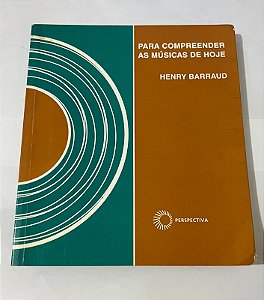 PARA COMPREENDER
AS MÚSICAS DE HOJE
HENRY BARRAUD
PERSPECTIVA